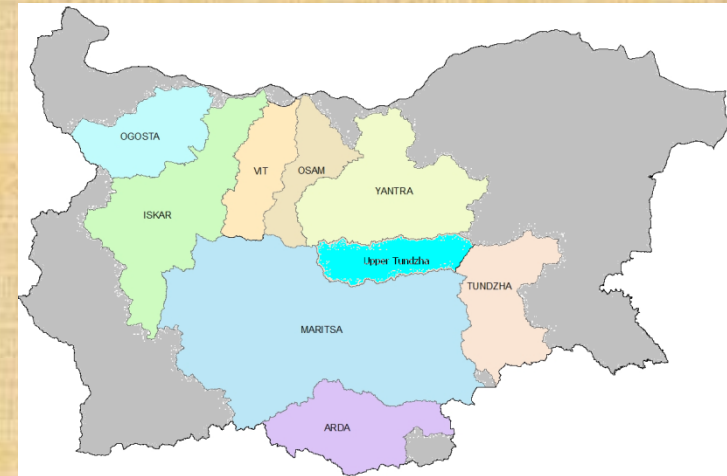 OGOSTA
VIT
OSAM
YANTRA
ISKAR
Upper Tundzha
TUNDZHA
MARITSA
ARDA